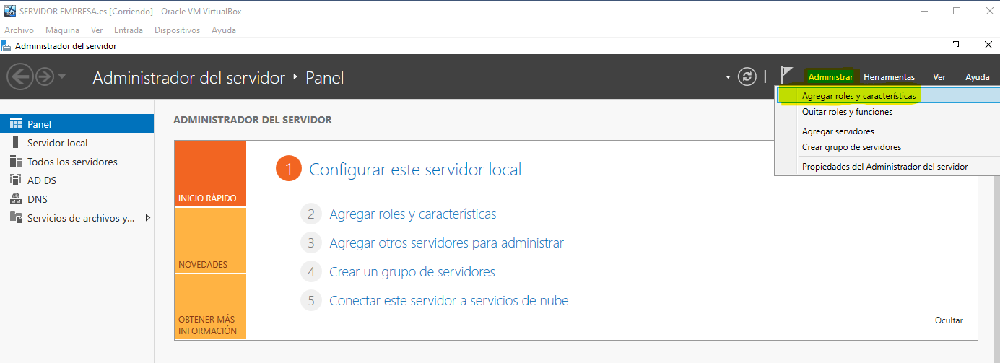 SERVIDOR EMPRESA.es [Corriendo] - Oracle VM VirtualBox
Archivo Máquina Ver Entrada Dispositivos Ayuda
Administrador del servidor
Administrador del servidor ‣ Panel
Administrar Herramientas Ver Ayuda
Agregar roles y características
Quitar roles y funciones
Agregar servidores
Crear grupo de servidores
Propiedades del Administrador del servidor
Panel
Servidor local
Todos los servidores
AD DS
DNS
Servicios de archivos y...
ADMINISTRADOR DEL SERVIDOR
INICIO RÁPIDO
NOVEDADES
OBTENER MÁS
INFORMACIÓN
1 Configurar este servidor local
2 Agregar roles y características
3 Agregar otros servidores para administrar
4 Crear un grupo de servidores
5 Conectar este servidor a servicios de nube
Ocultar